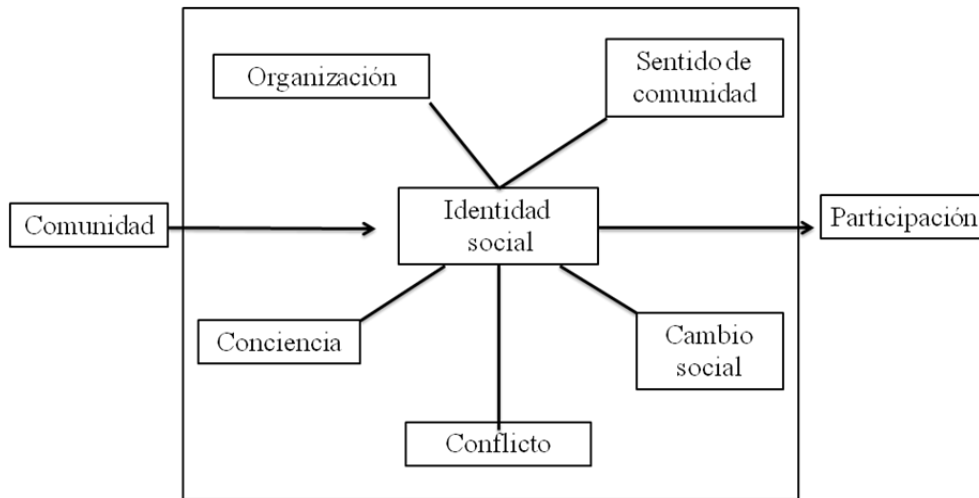 Organización
Sentido de
comunidad
Comunidad
Identidad
social
Participación
Conciencia
Cambio
social
Conflicto